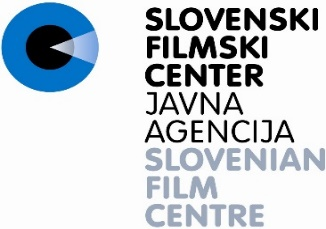 SLOVENSKI
FILMSKI
CENTER
JAVNA
AGENCIJA
SLOVENIAN
FILM
CENTRE